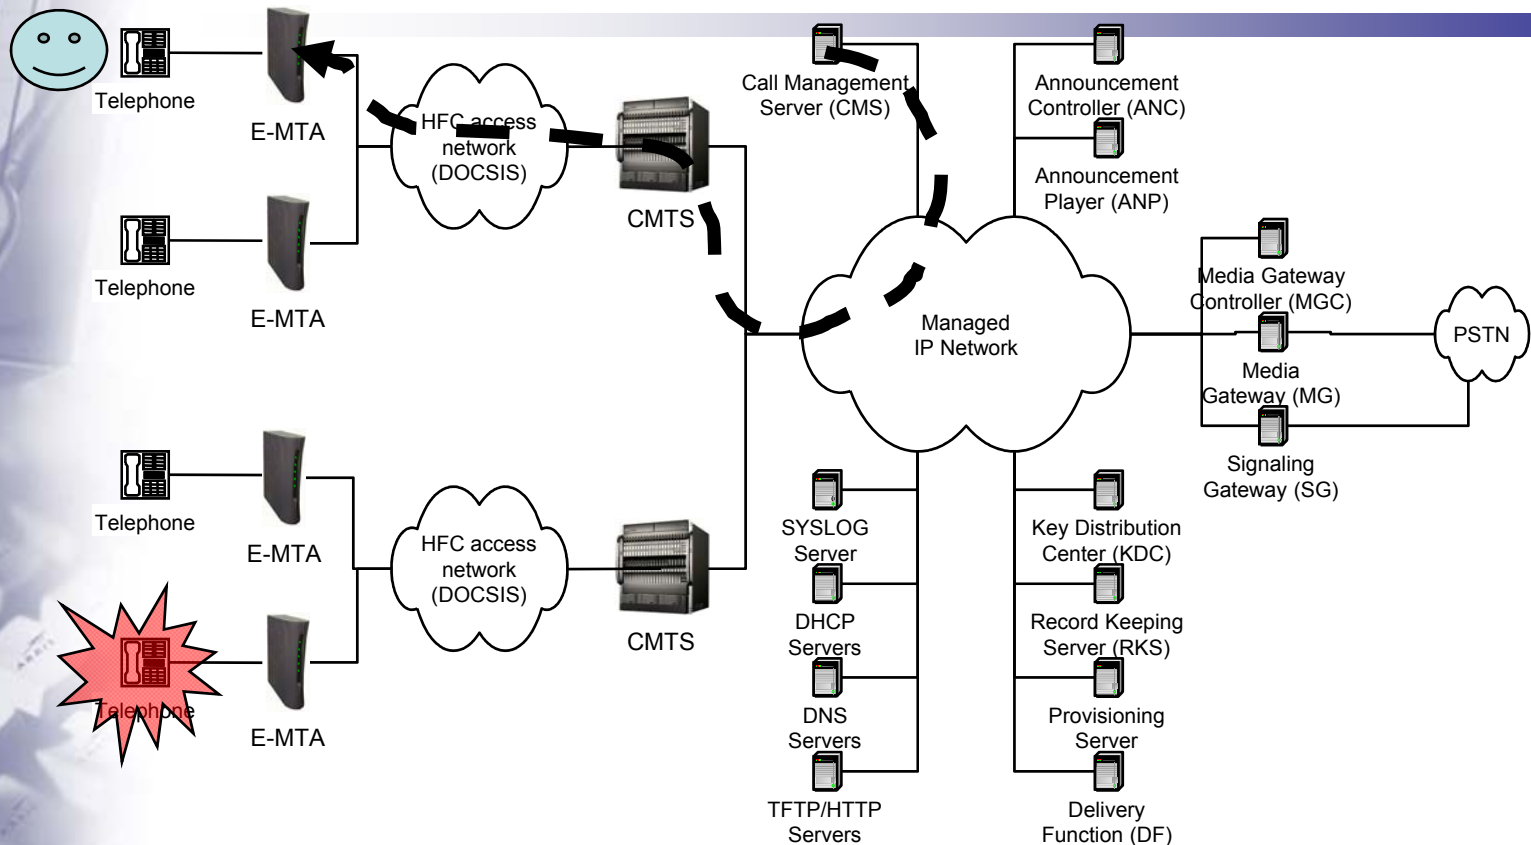 Telephone
E-MTA
HFC access
network
(DOCSIS)
CMTS
Call Management
Server (CMS)
Announcement
Controller (ANC)
Announcement
Player (ANP)
Telephone
E-MTA
Media Gateway
Controller (MGC)
Managed
IP Network
PSTN
Media
Gateway (MG)
Signaling
Gateway (SG)
Telephone
E-MTA
HFC access
network
(DOCSIS)
CMTS
Telephone
E-MTA
SYSLOG
Server
Key Distribution
Center (KDC)
DHCP
Servers
Record Keeping
Server (RKS)
DNS
Servers
Provisioning
Server
TFTP/HTTP
Servers
Delivery
Function (DF)